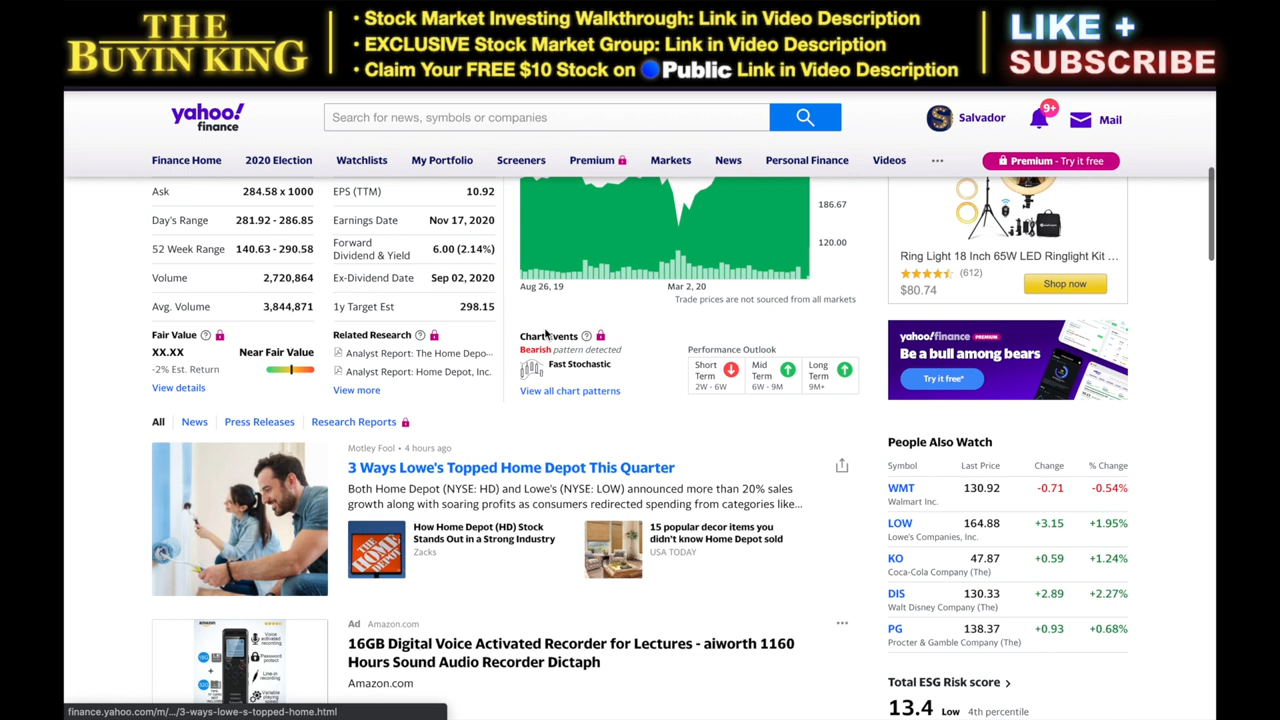 THE
BUYIN KING
• Stock Market Investing Walkthrough: Link in Video Description
• EXCLUSIVE Stock Market Group: Link in Video Description
• Claim Your FREE $10 Stock on Public Link in Video Description
LIKE +
SUBSCRIBE
yahoo!
finance
Search for news, symbols or companies
Salvador
9+
Mail
Finance Home 2020 Election Watchlists My Portfolio Screeners Premium Markets News Personal Finance Videos ••• Premium - Try it free
Ask 284.58 x 1000
Day's Range 281.92 - 286.85
52 Week Range 140.63 - 290.58
Volume 2,720,864
Avg. Volume 3,844,871
EPS (TTM) 10.92
Earnings Date Nov 17, 2020
Forward
Dividend & Yield 6.00 (2.14%)
Ex-Dividend Date Sep 02, 2020
1y Target Est 298.15
186.67
120.00
Aug 26, 19 Mar 2, 20
Trade prices are not sourced from all markets
Fair Value
XX.XX Near Fair Value
-2% Est. Return
View details
Related Research
Analyst Report: The Home Depo...
Analyst Report: Home Depot, Inc.
View more
Chart Events
Bearish pattern detected
Fast Stochastic
View all chart patterns
Performance Outlook
Short
Term
2W - 6W
Mid
Term
6W - 9M
Long
Term
9M+
Ring Light 18 Inch 65W LED Ringlight Kit ...
(612)
$80.74
Shop now
yahoo!finance PREMIUM
Be a bull among bears
Try it free*
All News Press Releases Research Reports
Motley Fool • 4 hours ago
3 Ways Lowe's Topped Home Depot This Quarter
Both Home Depot (NYSE: HD) and Lowe's (NYSE: LOW) announced more than 20% sales
growth along with soaring profits as consumers redirected spending from categories like...
THE HOME DEPOT
How Home Depot (HD) Stock
Stands Out in a Strong Industry
Zacks
15 popular decor items you
didn't know Home Depot sold
USA TODAY
Ad Amazon.com
16GB Digital Voice Activated Recorder for Lectures - aiworth 1160
Hours Sound Audio Recorder Dictaph
Amazon.com
People Also Watch
Symbol Last Price Change % Change
WMT 130.92 -0.71 -0.54%
Walmart Inc.
LOW 164.88 +3.15 +1.95%
Lowe's Companies, Inc.
KO 47.87 +0.59 +1.24%
Coca-Cola Company (The)
DIS 130.33 +2.89 +2.27%
Walt Disney Company (The)
PG 138.37 +0.93 +0.68%
Procter & Gamble Company (The)
Total ESG Risk score
13.4 Low 4th percentile
finance.yahoo.com/m/.../3-ways-lowe-s-topped-home.html